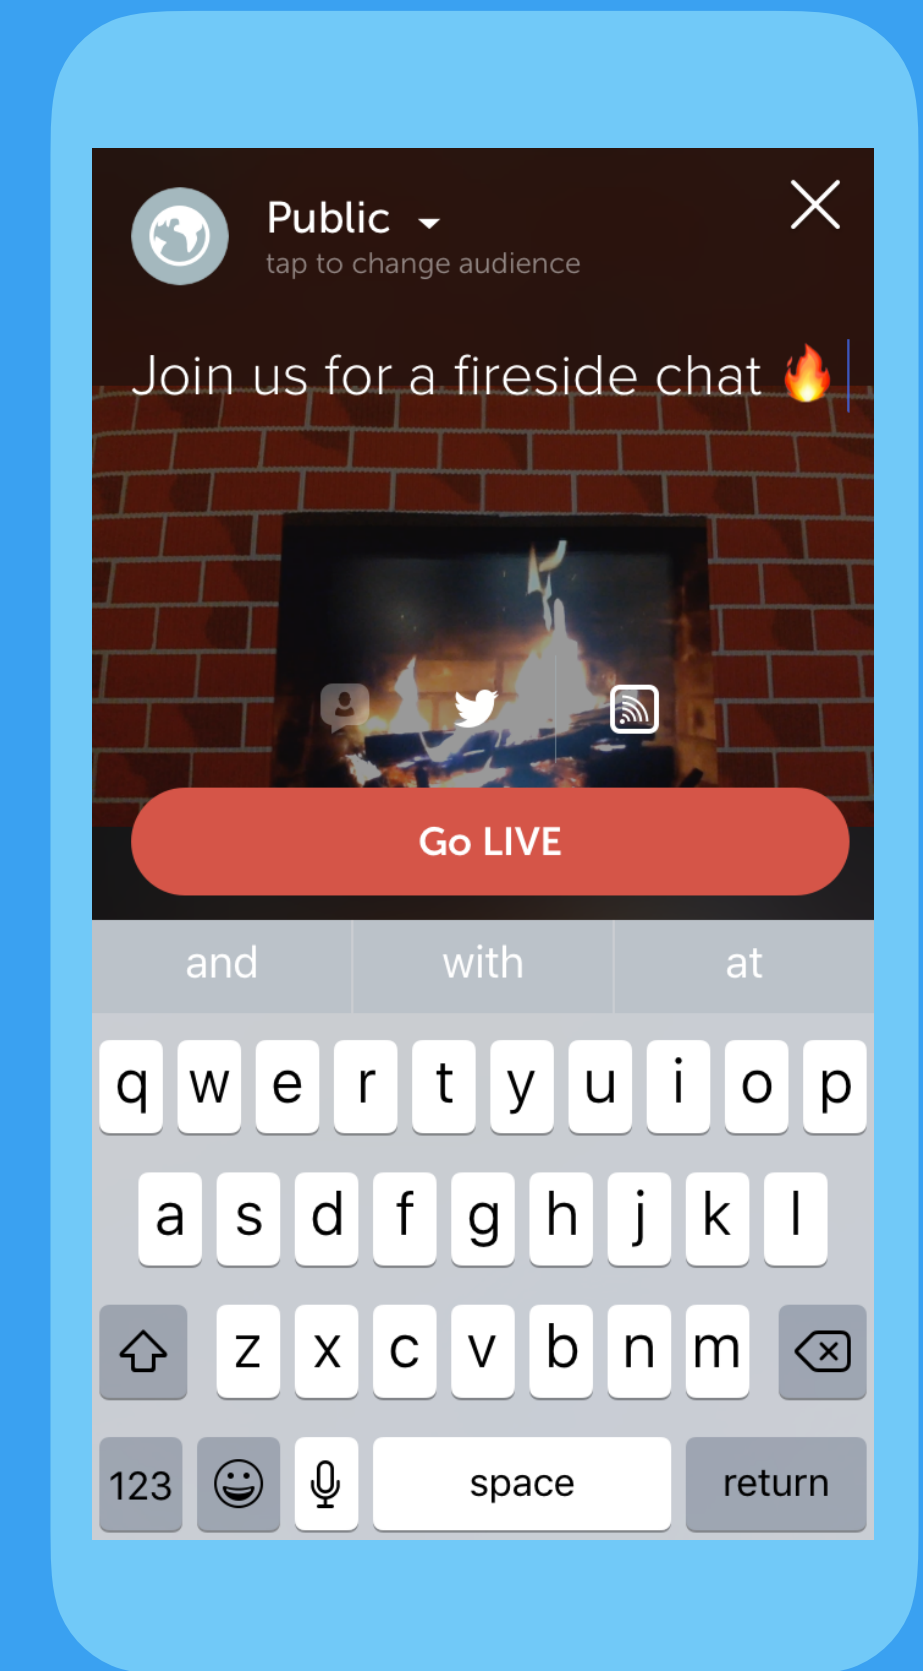 Public
tap to change audience
Join us for a fireside chat 🔥
Go LIVE
and with at
q w e r t y u i o p
a s d f g h j k l
z x c v b n m
123 space return